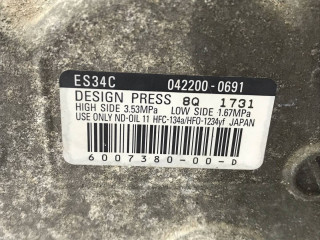 ES34C 042200-0691
DESIGN PRESS 8Q 1731
HIGH SIDE 3.53MPa LOW SIDE 1.67MPa
USE ONLY ND-OIL 11 HFC-134a/HFO-1234yf JAPAN
6007380-00-D